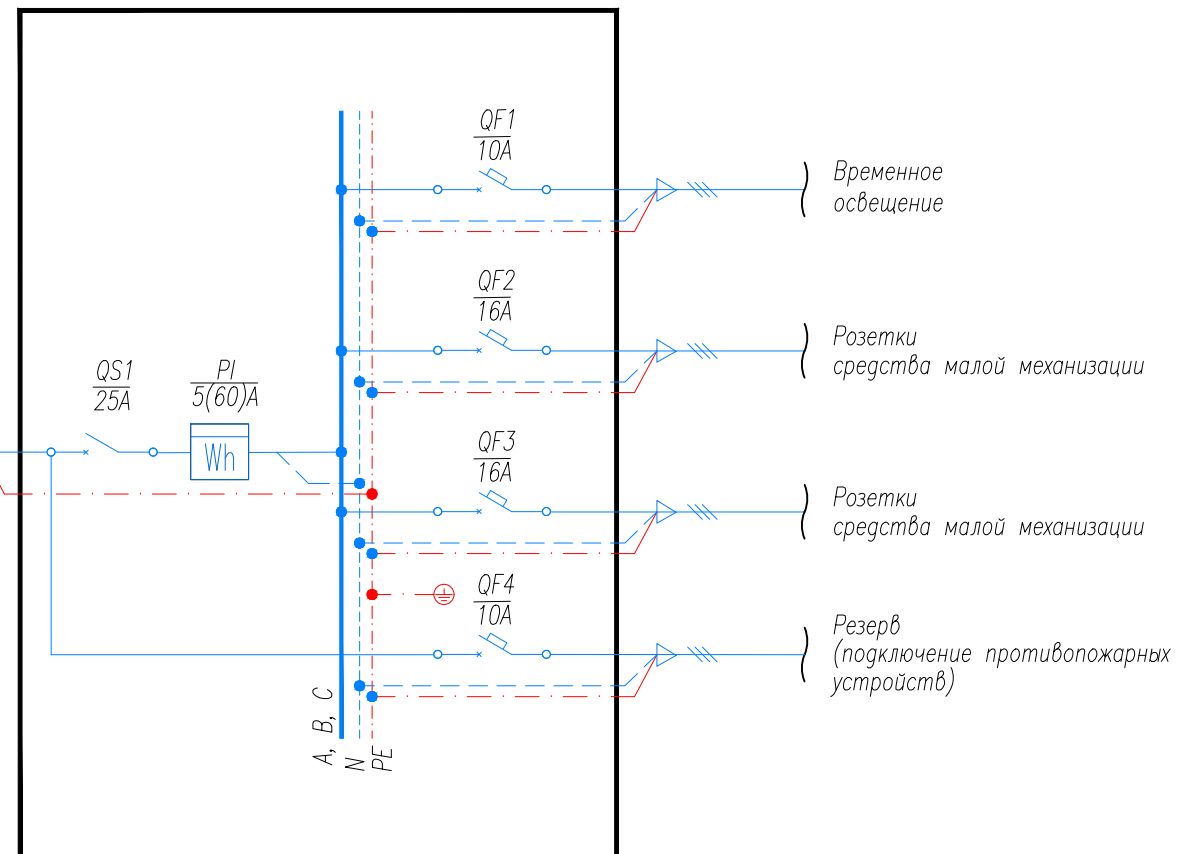 QF1
10A
Временное
освещение
QF2
16A
Розетки
средства малой механизации
QS1
25A
PI
5(60)A
Wh
QF3
16A
Розетки
средства малой механизации
QF4
10A
Резерв
(подключение противопожарных
устройств)
A, B, C
N
PE